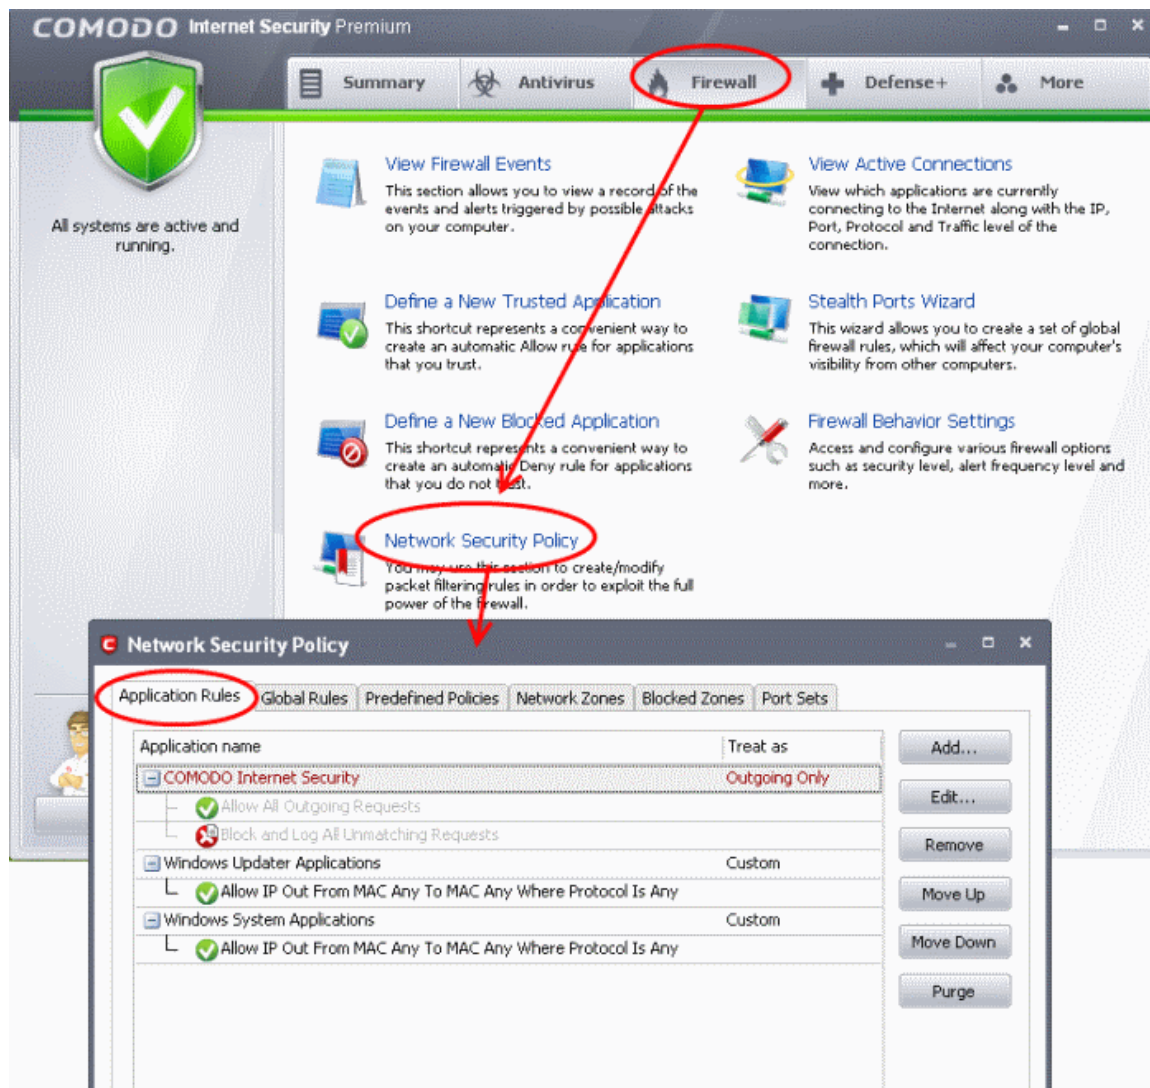 COMODO Internet Security Premium
Summary
Antivirus
Firewall
Defense+
More
All systems are active and
running.
View Firewall Events
This section allows you to view a record of the
events and alerts triggered by possible attacks
on your computer.
View Active Connections
View which applications are currently
connecting to the Internet along with the IP,
Port, Protocol and Traffic level of the
connection.
Define a New Trusted Application
This shortcut represents a convenient way to
create an automatic Allow rule for applications
that you trust.
Stealth Ports Wizard
This wizard allows you to create a set of global
firewall rules, which will affect your computer's
visibility from other computers.
Define a New Blocked Application
This shortcut represents a convenient way to
create an automatic Deny rule for applications
that you do not trust.
Firewall Behavior Settings
Access and configure various firewall options
such as security level, alert frequency level and
more.
Network Security Policy
You may use this section to create/modify
packet filtering rules in order to exploit the full
power of the firewall.
Network Security Policy
Application Rules
Global Rules
Predefined Policies
Network Zones
Blocked Zones
Port Sets
Application name
Treat as
COMODO Internet Security
Outgoing Only
Allow All Outgoing Requests
Block and Log All Unmatching Requests
Windows Updater Applications
Custom
Allow IP Out From MAC Any To MAC Any Where Protocol Is Any
Windows System Applications
Custom
Allow IP Out From MAC Any To MAC Any Where Protocol Is Any
Add...
Edit...
Remove
Move Up
Move Down
Purge